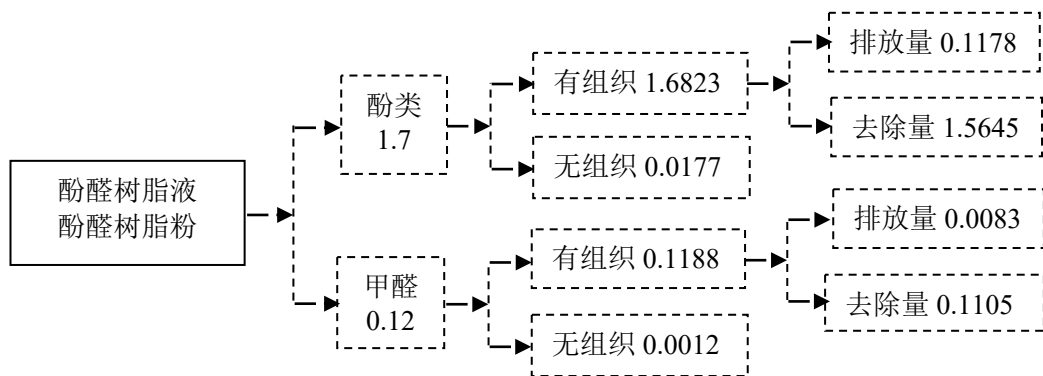 酚醛树脂液
酚醛树脂粉
酚类
1.7
有组织 1.6823
排放量 0.1178
去除量 1.5645
无组织 0.0177
甲醛
0.12
有组织 0.1188
排放量 0.0083
去除量 0.1105
无组织 0.0012